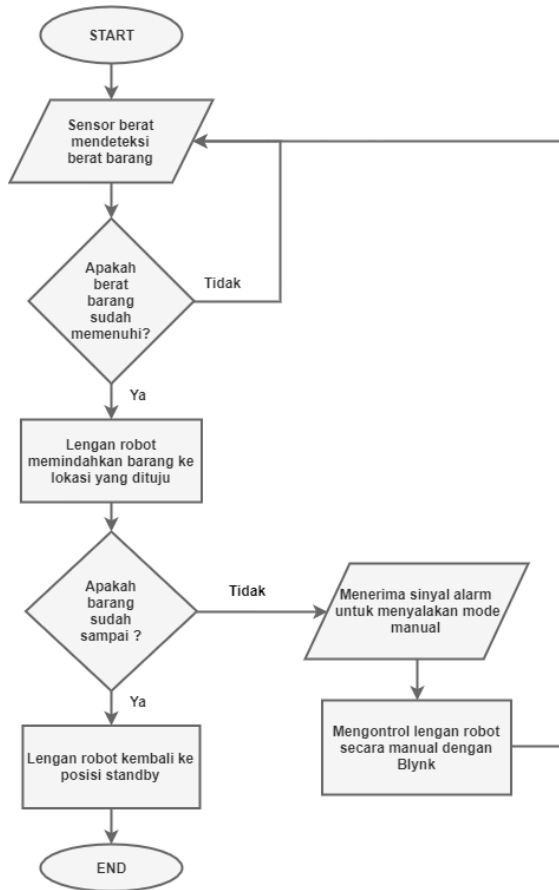 START
Sensor berat
mendeteksi
berat barang
Apakah
berat
barang
sudah
memenuhi?
Tidak
Ya
Lengan robot
memindahkan barang ke
lokasi yang dituju
Apakah
barang
sudah
sampai ?
Tidak
Menerima sinyal alarm
untuk menyalakan mode
manual
Ya
Mengontrol lengan robot
secara manual dengan
Blynk
Lengan robot kembali ke
posisi standby
END